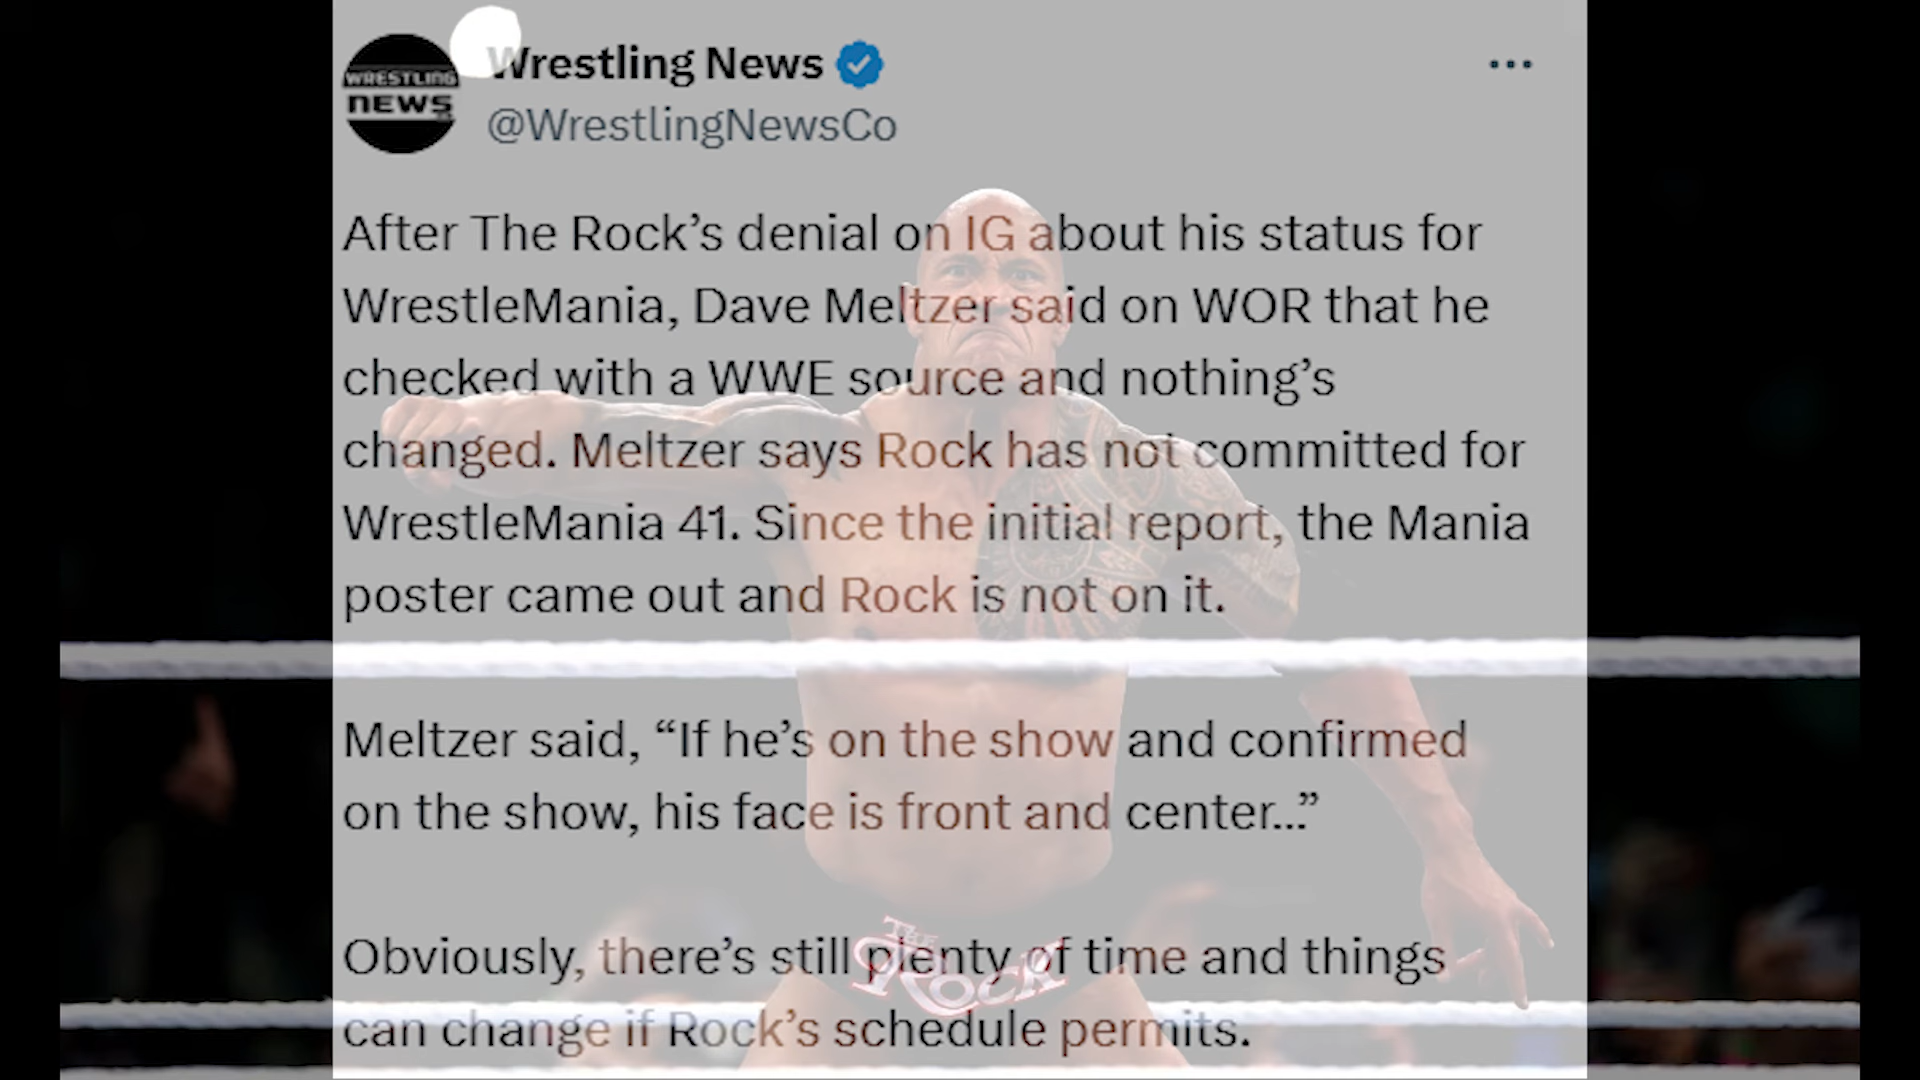 WRESTLING
NEWS
Wrestling News
@WrestlingNewsCo
After The Rock’s denial on IG about his status for
WrestleMania, Dave Meltzer said on WOR that he
checked with a WWE source and nothing’s
changed. Meltzer says Rock has not committed for
WrestleMania 41. Since the initial report, the Mania
poster came out and Rock is not on it.
Meltzer said, “If he’s on the show and confirmed
on the show, his face is front and center...”
Obviously, there’s still plenty of time and things
can change if Rock’s schedule permits.
THE
ROCK